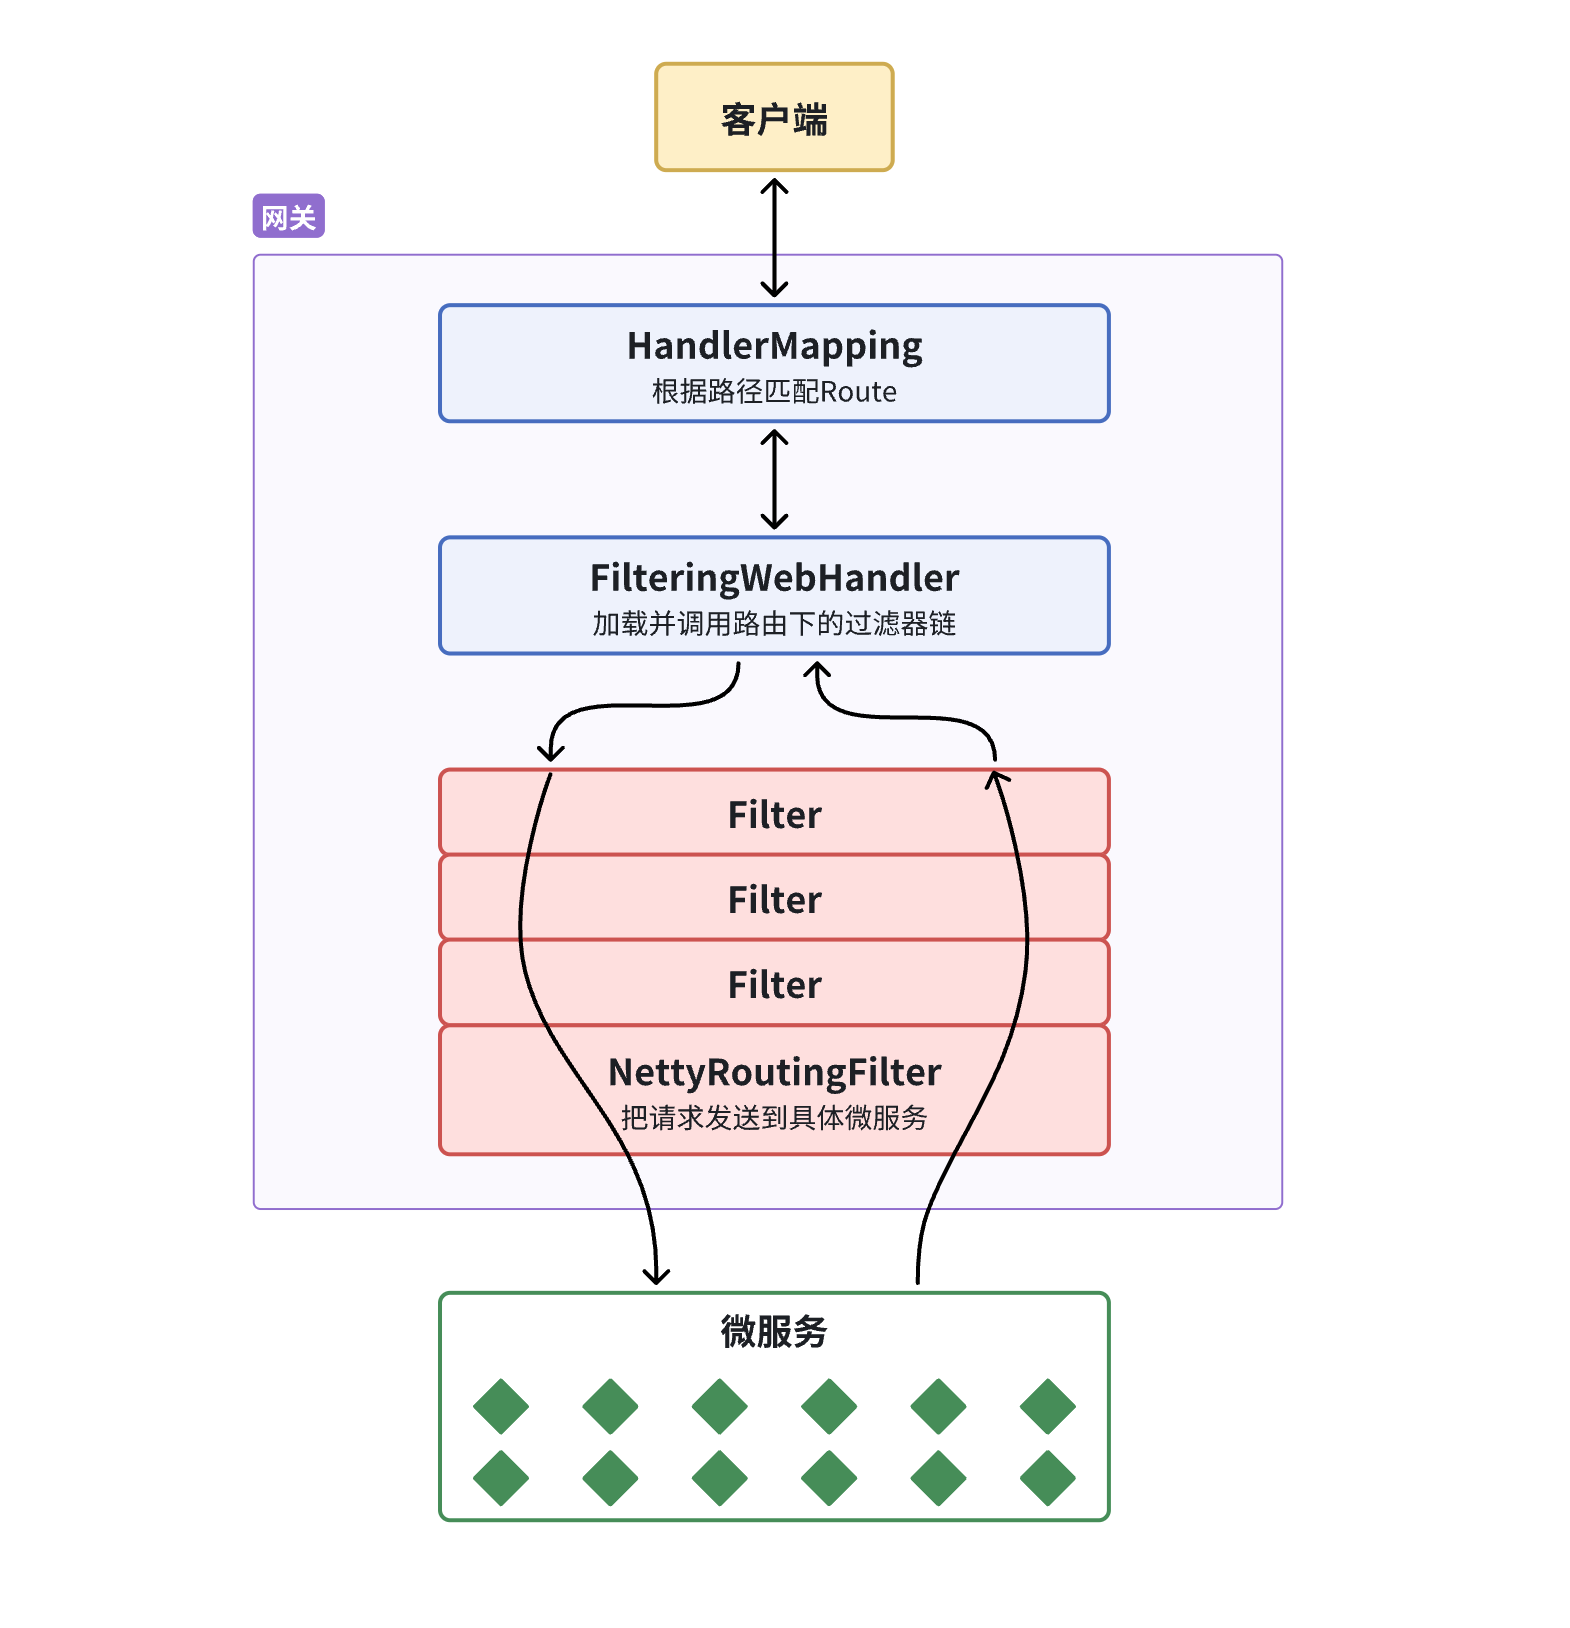 客户端
网关
HandlerMapping
根据路径匹配Route
FilteringWebHandler
加载并调用路由下的过滤器链
Filter
Filter
Filter
NettyRoutingFilter
把请求发送到具体微服务
微服务